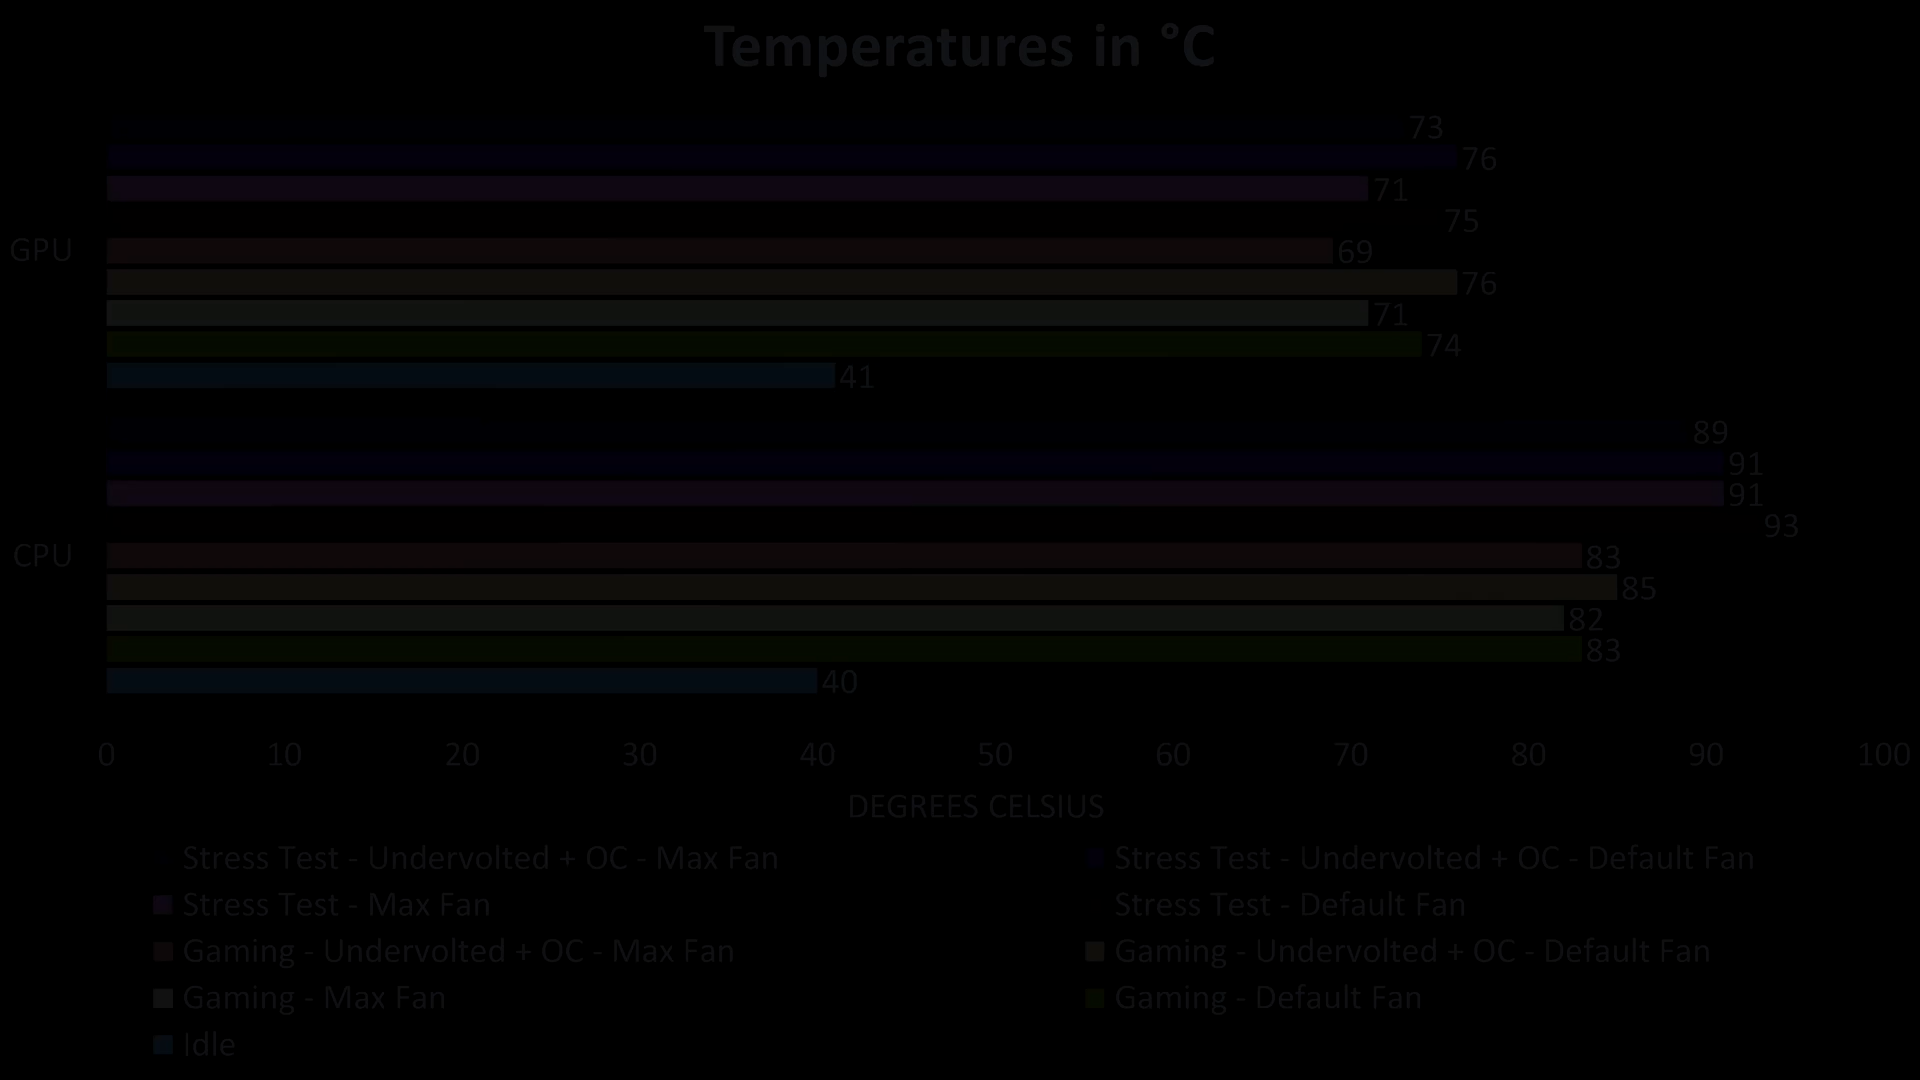 Temperatures in °C
73
76
71
75
GPU
69
76
71
74
41
89
91
91
93
CPU
83
85
82
83
40
0 10 20 30 40 50 60 70 80 90 100
DEGREES CELSIUS
Stress Test - Undervolted + OC - Max Fan
Stress Test - Undervolted + OC - Default Fan
Stress Test - Max Fan
Stress Test - Default Fan
Gaming - Undervolted + OC - Max Fan
Gaming - Undervolted + OC - Default Fan
Gaming - Max Fan
Gaming - Default Fan
Idle